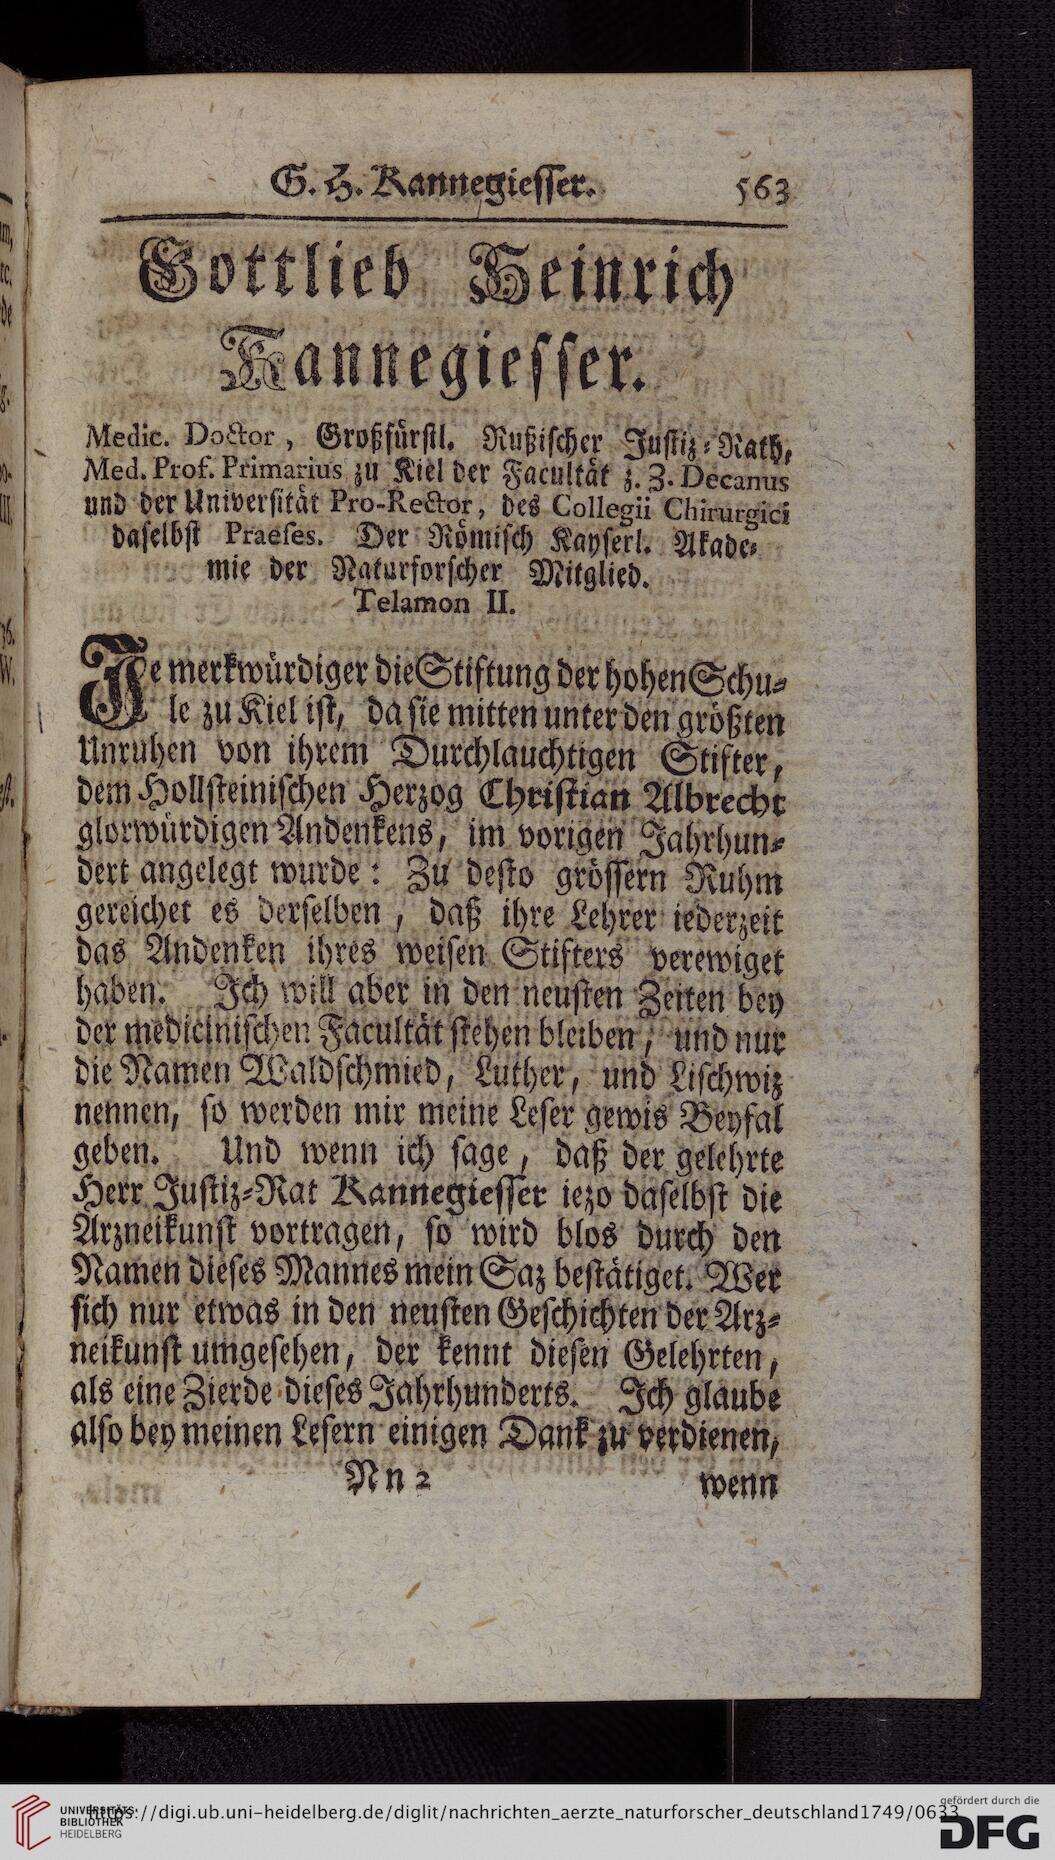 G. H. Kannegiesser. 563
Gottlieb Heinrich
Kannegiesser.
Medic. Doctor, Großfürstl. Rußischer Justiz-Rath,
Med. Prof. Primarius zu Kiel der Facultät z. Z. Decanus
und der Universität Pro-Rector, des Collegii Chirurgici
daselbst Praeses. Der Römisch Kayserl. Akade-
mie der Naturforscher Mitglied.
Telamon II.
Je merkwürdiger die Stiftung der hohen Schu-
le zu Kiel ist, da sie mitten unter den größten
Unruhen von ihrem Durchlauchtigen Stifter,
dem Hollsteinischen Herzog Christian Albrecht
glorwürdigen Andenkens, im vorigen Jahrhun-
dert angelegt wurde: Zu desto grössern Ruhm
gereichet es derselben, daß ihre Lehrer iederzeit
das Andenken ihres weisen Stifters verewiget
haben. Ich will aber in den neusten Zeiten bey
der medicinischen Facultät stehen bleiben, und nur
die Namen Waldschmied, Luther, und Lischwiz
nennen, so werden mir meine Leser gewis Beyfal
geben. Und wenn ich sage, daß der gelehrte
Herr Justiz-Rat Kannegiesser iezo daselbst die
Arzneikunst vortragen, so wird blos durch den
Namen dieses Mannes mein Saz bestätiget. Wer
sich nur etwas in den neusten Geschichten der Arz-
neikunst umgesehen, der kennt diesen Gelehrten,
als eine Zierde dieses Jahrhunderts. Ich glaube
also bey meinen Lesern einigen Dank zu verdienen,
Nn 2 wenn
UNIVERSITÄTS-
BIBLIOTHEK
HEIDELBERG
https://digi.ub.uni-heidelberg.de/diglit/nachrichten_aerzte_naturforscher_deutschland1749/0633
gefördert durch die
DFG